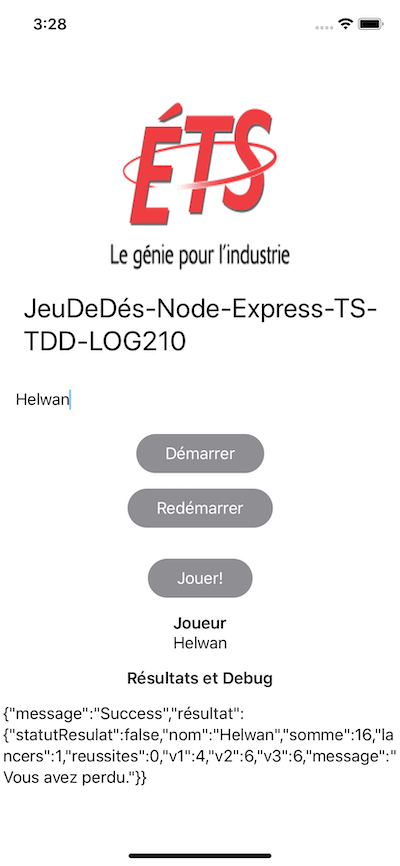 3:28
ÉTS
Le génie pour l'industrie
JeuDeDés-Node-Express-TS-
TDD-LOG210
Helwan
Démarrer
Redémarrer
Jouer!
Joueur
Helwan
Résultats et Debug
{"message":"Success","résultat":
{"statutResulat":false,"nom":"Helwan","somme":16,"la
ncers":1,"reussites":0,"v1":4,"v2":6,"v3":6,"message":"
Vous avez perdu."}}